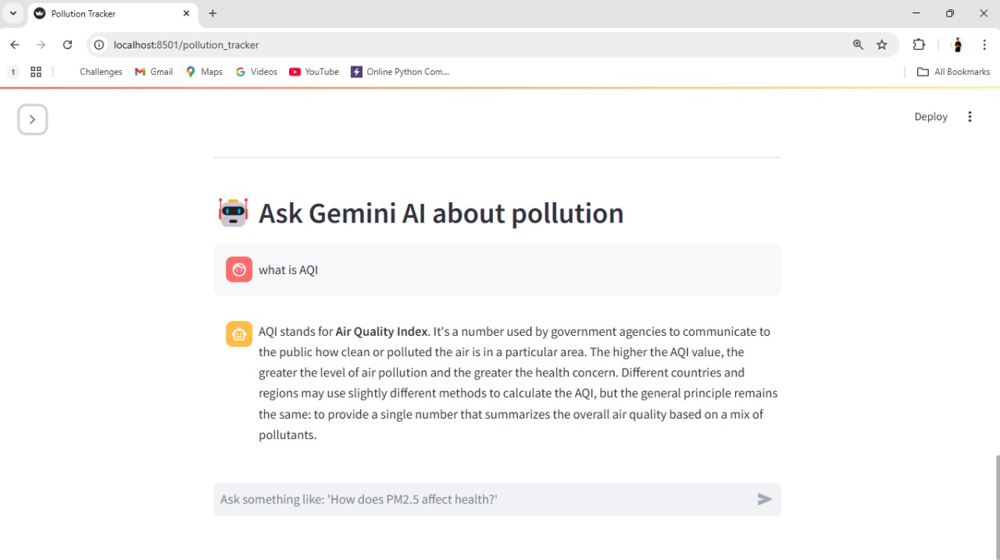 Pollution Tracker
localhost:8501/pollution_tracker
t Challenges Gmail Maps Videos YouTube Online Python Com... All Bookmarks
Deploy
Ask Gemini AI about pollution
what is AQI
AQI stands for Air Quality Index. It's a number used by government agencies to communicate to
the public how clean or polluted the air is in a particular area. The higher the AQI value, the
greater the level of air pollution and the greater the health concern. Different countries and
regions may use slightly different methods to calculate the AQI, but the general principle remains
the same: to provide a single number that summarizes the overall air quality based on a mix of
pollutants.
Ask something like: 'How does PM2.5 affect health?'